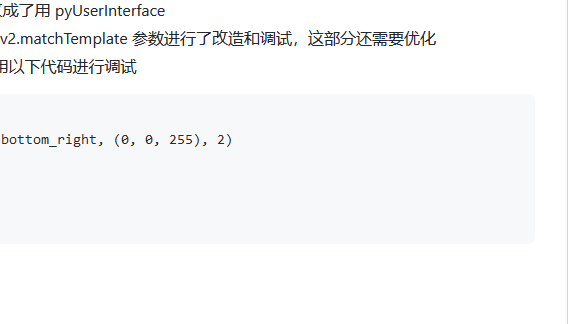 成了用 pyUserInterface
v2.matchTemplate 参数进行了改造和调试，这部分还需要优化
用以下代码进行调试
bottom_right, (0, 0, 255), 2)